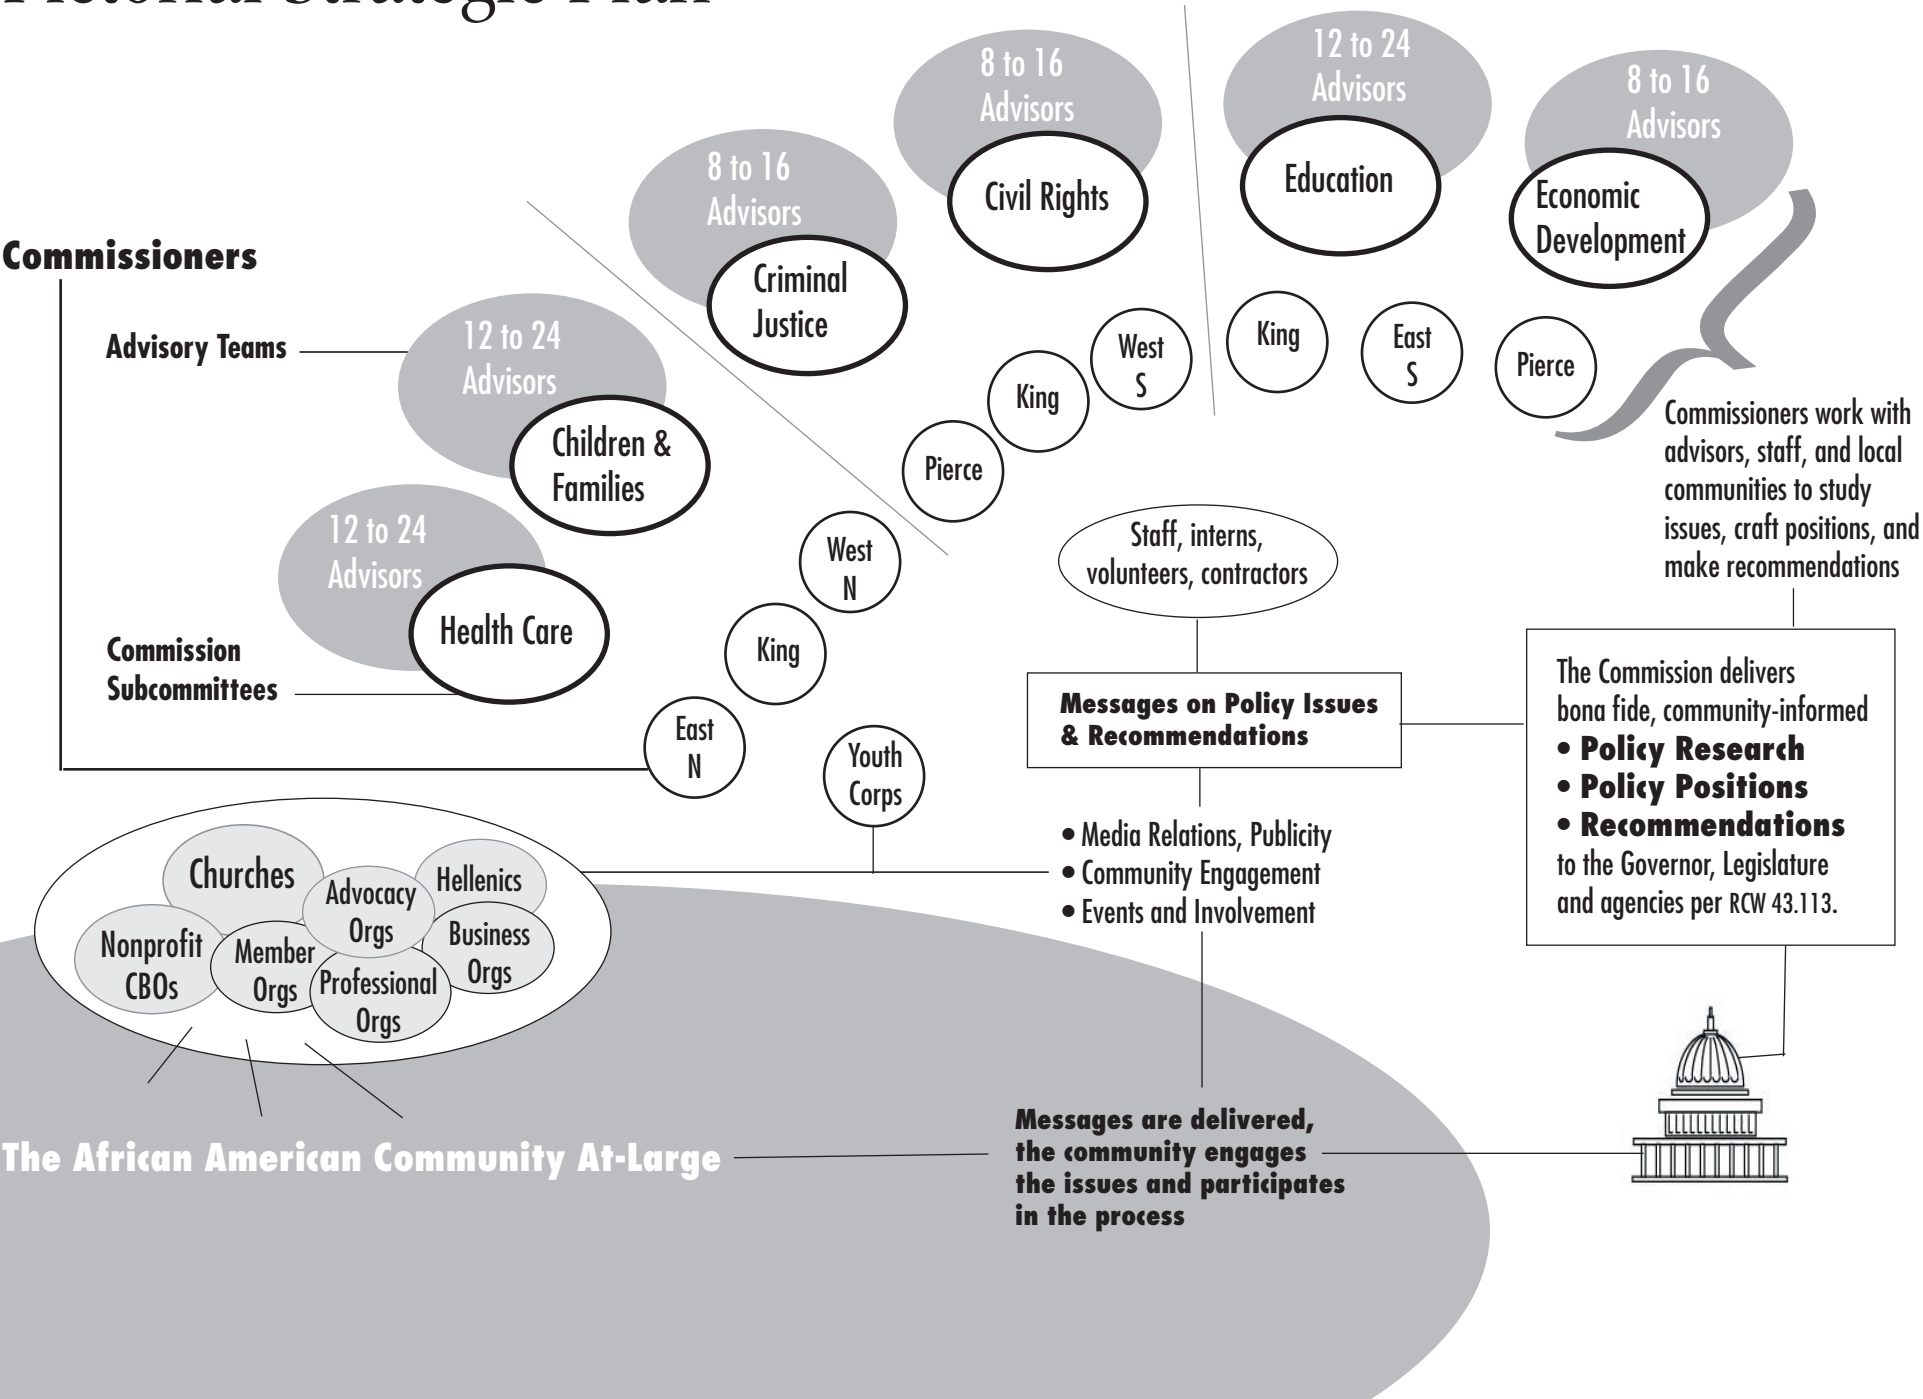 Pictorial Strategic Plan
8 to 16
Advisors
Civil Rights
12 to 24
Advisors
Education
8 to 16
Advisors
Economic
Development
8 to 16
Advisors
Criminal
Justice
Commissioners
Advisory Teams
12 to 24
Advisors
Children &
Families
12 to 24
Advisors
Health Care
Commission
Subcommittees
East
N
King
West
N
Pierce
King
West
S
King
East
S
Pierce
Youth
Corps
Commissioners work with
advisors, staff, and local
communities to study
issues, craft positions, and
make recommendations
Staff, interns,
volunteers, contractors
Messages on Policy Issues
& Recommendations
The Commission delivers
bona fide, community-informed
• Policy Research
• Policy Positions
• Recommendations
to the Governor, Legislature
and agencies per RCW 43.113.
• Media Relations, Publicity
• Community Engagement
• Events and Involvement
Churches
Advocacy
Orgs
Hellenics
Nonprofit
CBOs
Member
Orgs
Professional
Orgs
Business
Orgs
The African American Community At-Large
Messages are delivered,
the community engages
the issues and participates
in the process